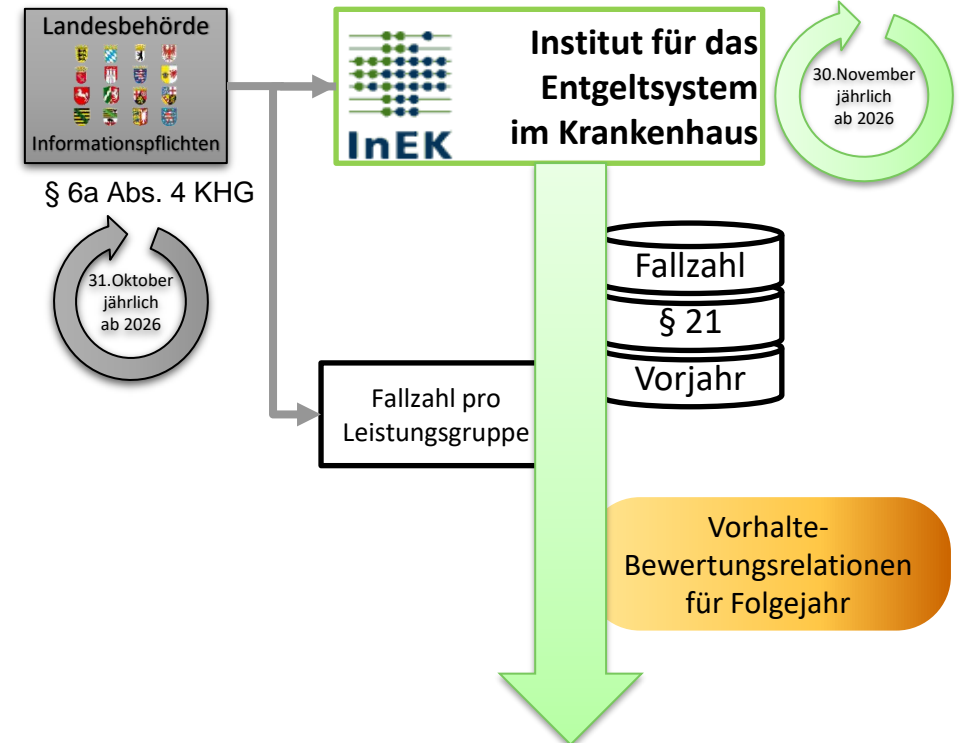 Landesbehörde
Informationspflichten
§ 6a Abs. 4 KHG
31.Oktober
jährlich
ab 2026
InEK
Institut für das
Entgeltsystem
im Krankenhaus
30.November
jährlich
ab 2026
Fallzahl
§ 21
Vorjahr
Fallzahl pro
Leistungsgruppe
Vorhalte-
Bewertungsrelationen
für Folgejahr